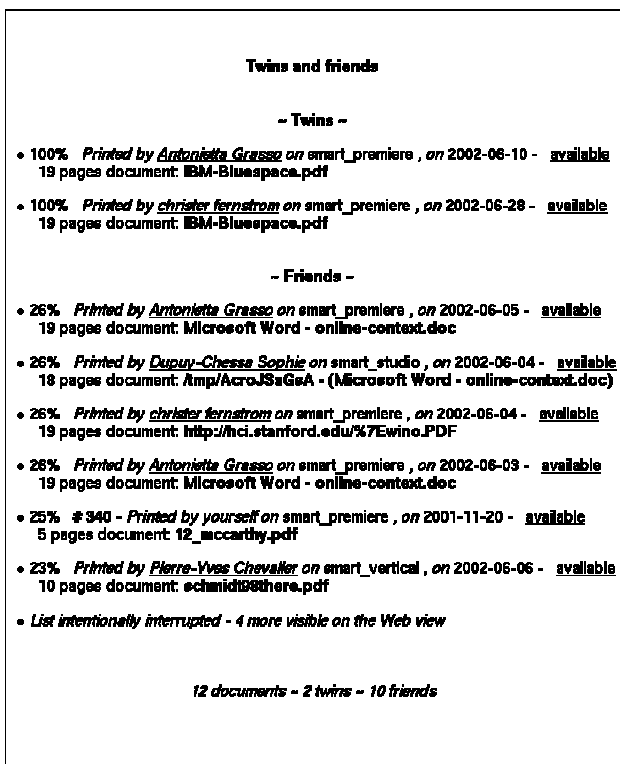 Twins and friends
~ Twins ~
• 100% Printed by Antonietta Grasso on smart_premiere , on 2002-06-10 - available
19 pages document: IBM-Bluespace.pdf
• 100% Printed by christer fernstrom on smart_premiere , on 2002-06-28 - available
19 pages document: IBM-Bluespace.pdf
~ Friends ~
• 26% Printed by Antonietta Grasso on smart_premiere , on 2002-06-05 - available
19 pages document: Microsoft Word - online-context.doc
• 26% Printed by Dupuy-Chessa Sophie on smart_studio , on 2002-06-04 - available
18 pages document: /tmp/AcroJSaGsA - (Microsoft Word - online-context.doc)
• 26% Printed by christer fernstrom on smart_premiere , on 2002-06-04 - available
19 pages document: http://hci.stanford.edu/%7Ewino.PDF
• 26% Printed by Antonietta Grasso on smart_premiere , on 2002-06-03 - available
19 pages document: Microsoft Word - online-context.doc
• 25% # 340 - Printed by yourself on smart_premiere , on 2001-11-20 - available
5 pages document: 12_mccarthy.pdf
• 23% Printed by Pierre-Yves Chevalier on smart_vertical , on 2002-06-06 - available
10 pages document: schmidt98there.pdf
• List intentionally interrupted - 4 more visible on the Web view
12 documents ~ 2 twins ~ 10 friends